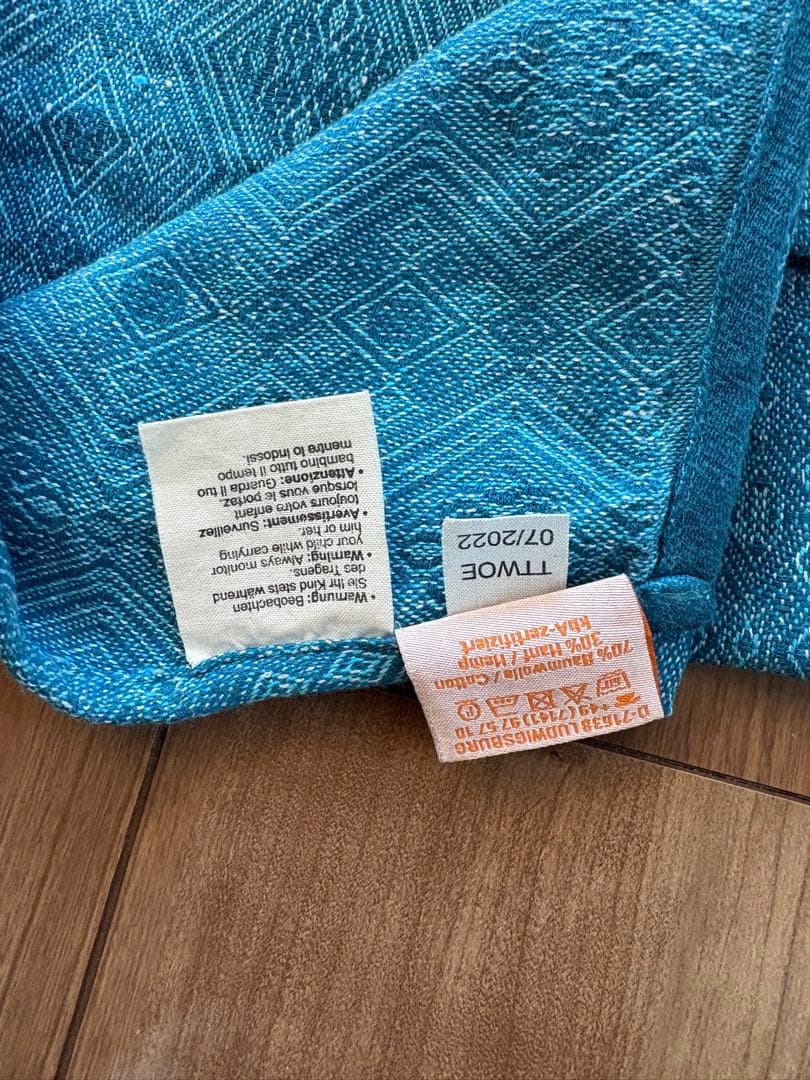 • Warnung: Beobachten
Sie Ihr Kind stets während
des Tragens.
• Warning: Always monitor
your child while carrying
him or her.
• Avertissement: Surveillez
toujours votre enfant
lorsque vous le portez.
• Attenzione: Guarda il tuo
bambino tutto il tempo
mentre lo indossi.
TTWOE
07/2022
D-71638 LUDWIGSBURG
+49 (7141) 97 57 10
60
P
70% Baumwolle / Cotton
30% Hanf / Hemp
kbA-zertifiziert